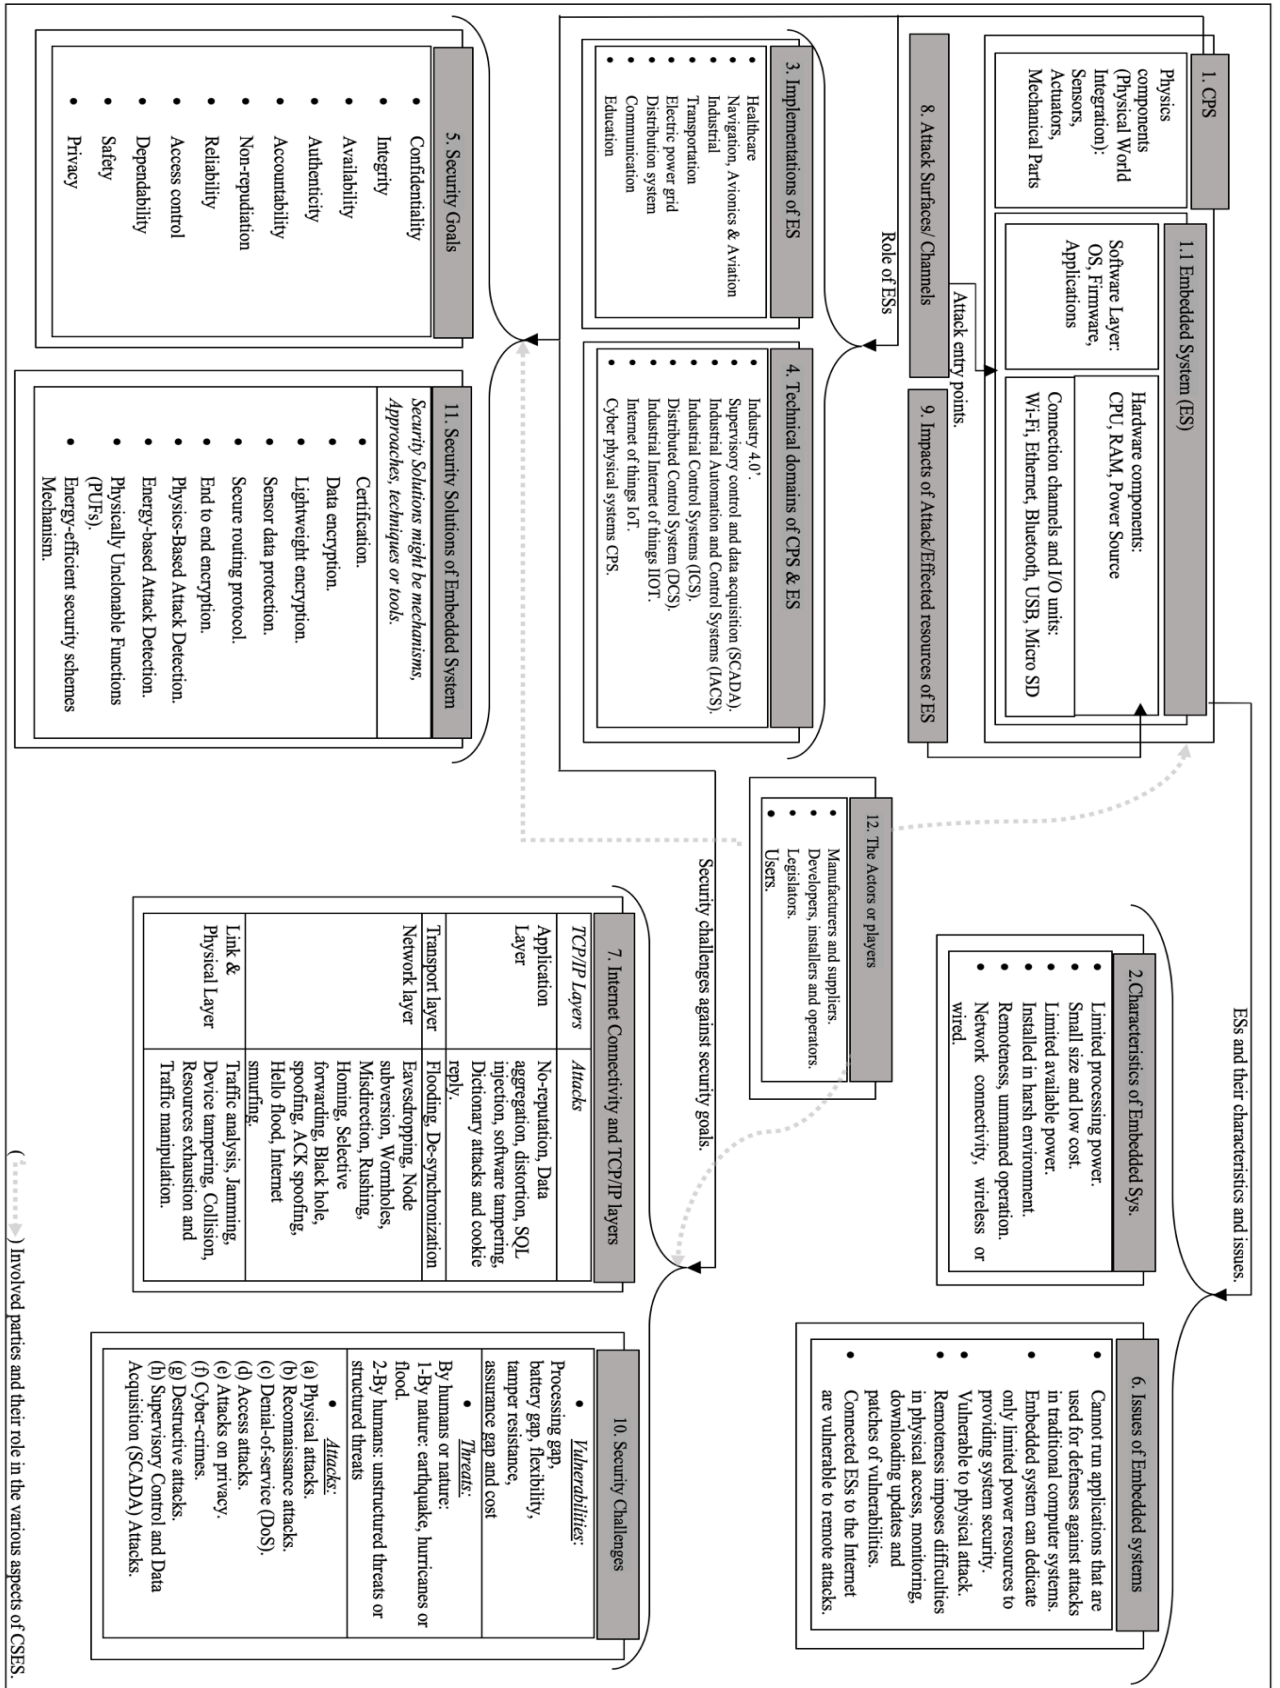 1. CPS
Physics
components
(Physical World
Integration):
Sensors,
Actuators,
Mechanical Parts
1.1 Embedded System (ES)
Software Layer:
OS, Firmware,
Applications
Hardware components:
CPU, RAM, Power Source
Connection channels and I/O units:
Wi-Fi, Ethernet, Bluetooth, USB, Micro SD
Attack entry points.
8. Attack Surfaces/ Channels
9. Impacts of Attack/Effected resources of ES
Role of ESs
ESs and their characteristics and issues.
2.Characteristics of Embedded Sys.
• Limited processing power.
• Small size and low cost.
• Limited available power.
• Installed in harsh environment.
• Remoteness, unmanned operation.
• Network connectivity, wireless or
wired.
6. Issues of Embedded systems
• Cannot run applications that are
used for defenses against attacks
in traditional computer systems.
• Embedded system can dedicate
only limited power resources to
providing system security.
• Vulnerable to physical attack.
• Remoteness imposes difficulties
in physical access, monitoring,
downloading updates and
patches of vulnerabilities.
• Connected ESs to the Internet
are vulnerable to remote attacks.
3. Implementations of ES
• Healthcare
• Navigation, Avionics & Aviation
• Industrial
• Transportation
• Electric power grid
• Distribution system
• Communication
• Education
4. Technical domains of CPS & ES
• Industry 4.0’.
• Supervisory control and data acquisition (SCADA).
• Industrial Automation and Control Systems (IACS).
• Industrial Control Systems (ICS).
• Distributed Control System (DCS).
• Industrial Internet of things IIOT.
• Internet of things IoT.
• Cyber physical systems CPS.
12. The Actors or players
• Manufacturers and suppliers.
• Developers, installers and operators.
• Legislators.
• Users.
Security challenges against security goals.
5. Security Goals
• Confidentiality
• Integrity
• Availability
• Authenticity
• Accountability
• Non-repudiation
• Reliability
• Access control
• Dependability
• Safety
• Privacy
11. Security Solutions of Embedded System
Security Solutions might be mechanisms,
Approaches, techniques or tools.
• Certification.
• Data encryption.
• Lightweight encryption.
• Sensor data protection.
• Secure routing protocol.
• End to end encryption.
• Physics-Based Attack Detection.
• Energy-based Attack Detection.
• Physically Unclonable Functions
(PUFs).
• Energy-efficient security schemes
Mechanism.
7. Internet Connectivity and TCP/IP layers
TCP/IP Layers
Attacks
Application
Layer
No-reputation, Data
aggregation, distortion, SQL
injection, software tampering,
Dictionary attacks and cookie
reply.
Transport layer
Flooding, De-synchronization
Network layer
Eavesdropping, Node
subversion, Wormholes,
Misdirection, Rushing,
Homing, Selective
forwarding, Black hole,
spoofing, ACK spoofing,
Hello flood, Internet
smurfing.
Link &
Physical Layer
Traffic analysis, Jamming,
Device tampering, Collision,
Resources exhaustion and
Traffic manipulation.
10. Security Challenges
• Vulnerabilities:
Processing gap,
battery gap, flexibility,
tamper resistance,
assurance gap and cost
• Threats:
By humans or nature:
1-By nature: earthquake, hurricanes or
flood.
2-By humans: unstructured threats or
structured threats
• Attacks:
(a) Physical attacks.
(b) Reconnaissance attacks.
(c) Denial-of-service (DoS).
(d) Access attacks.
(e) Attacks on privacy.
(f) Cyber-crimes.
(g) Destructive attacks.
(h) Supervisory Control and Data
Acquisition (SCADA) Attacks.
( ) Involved parties and their role in the various aspects of CSES.